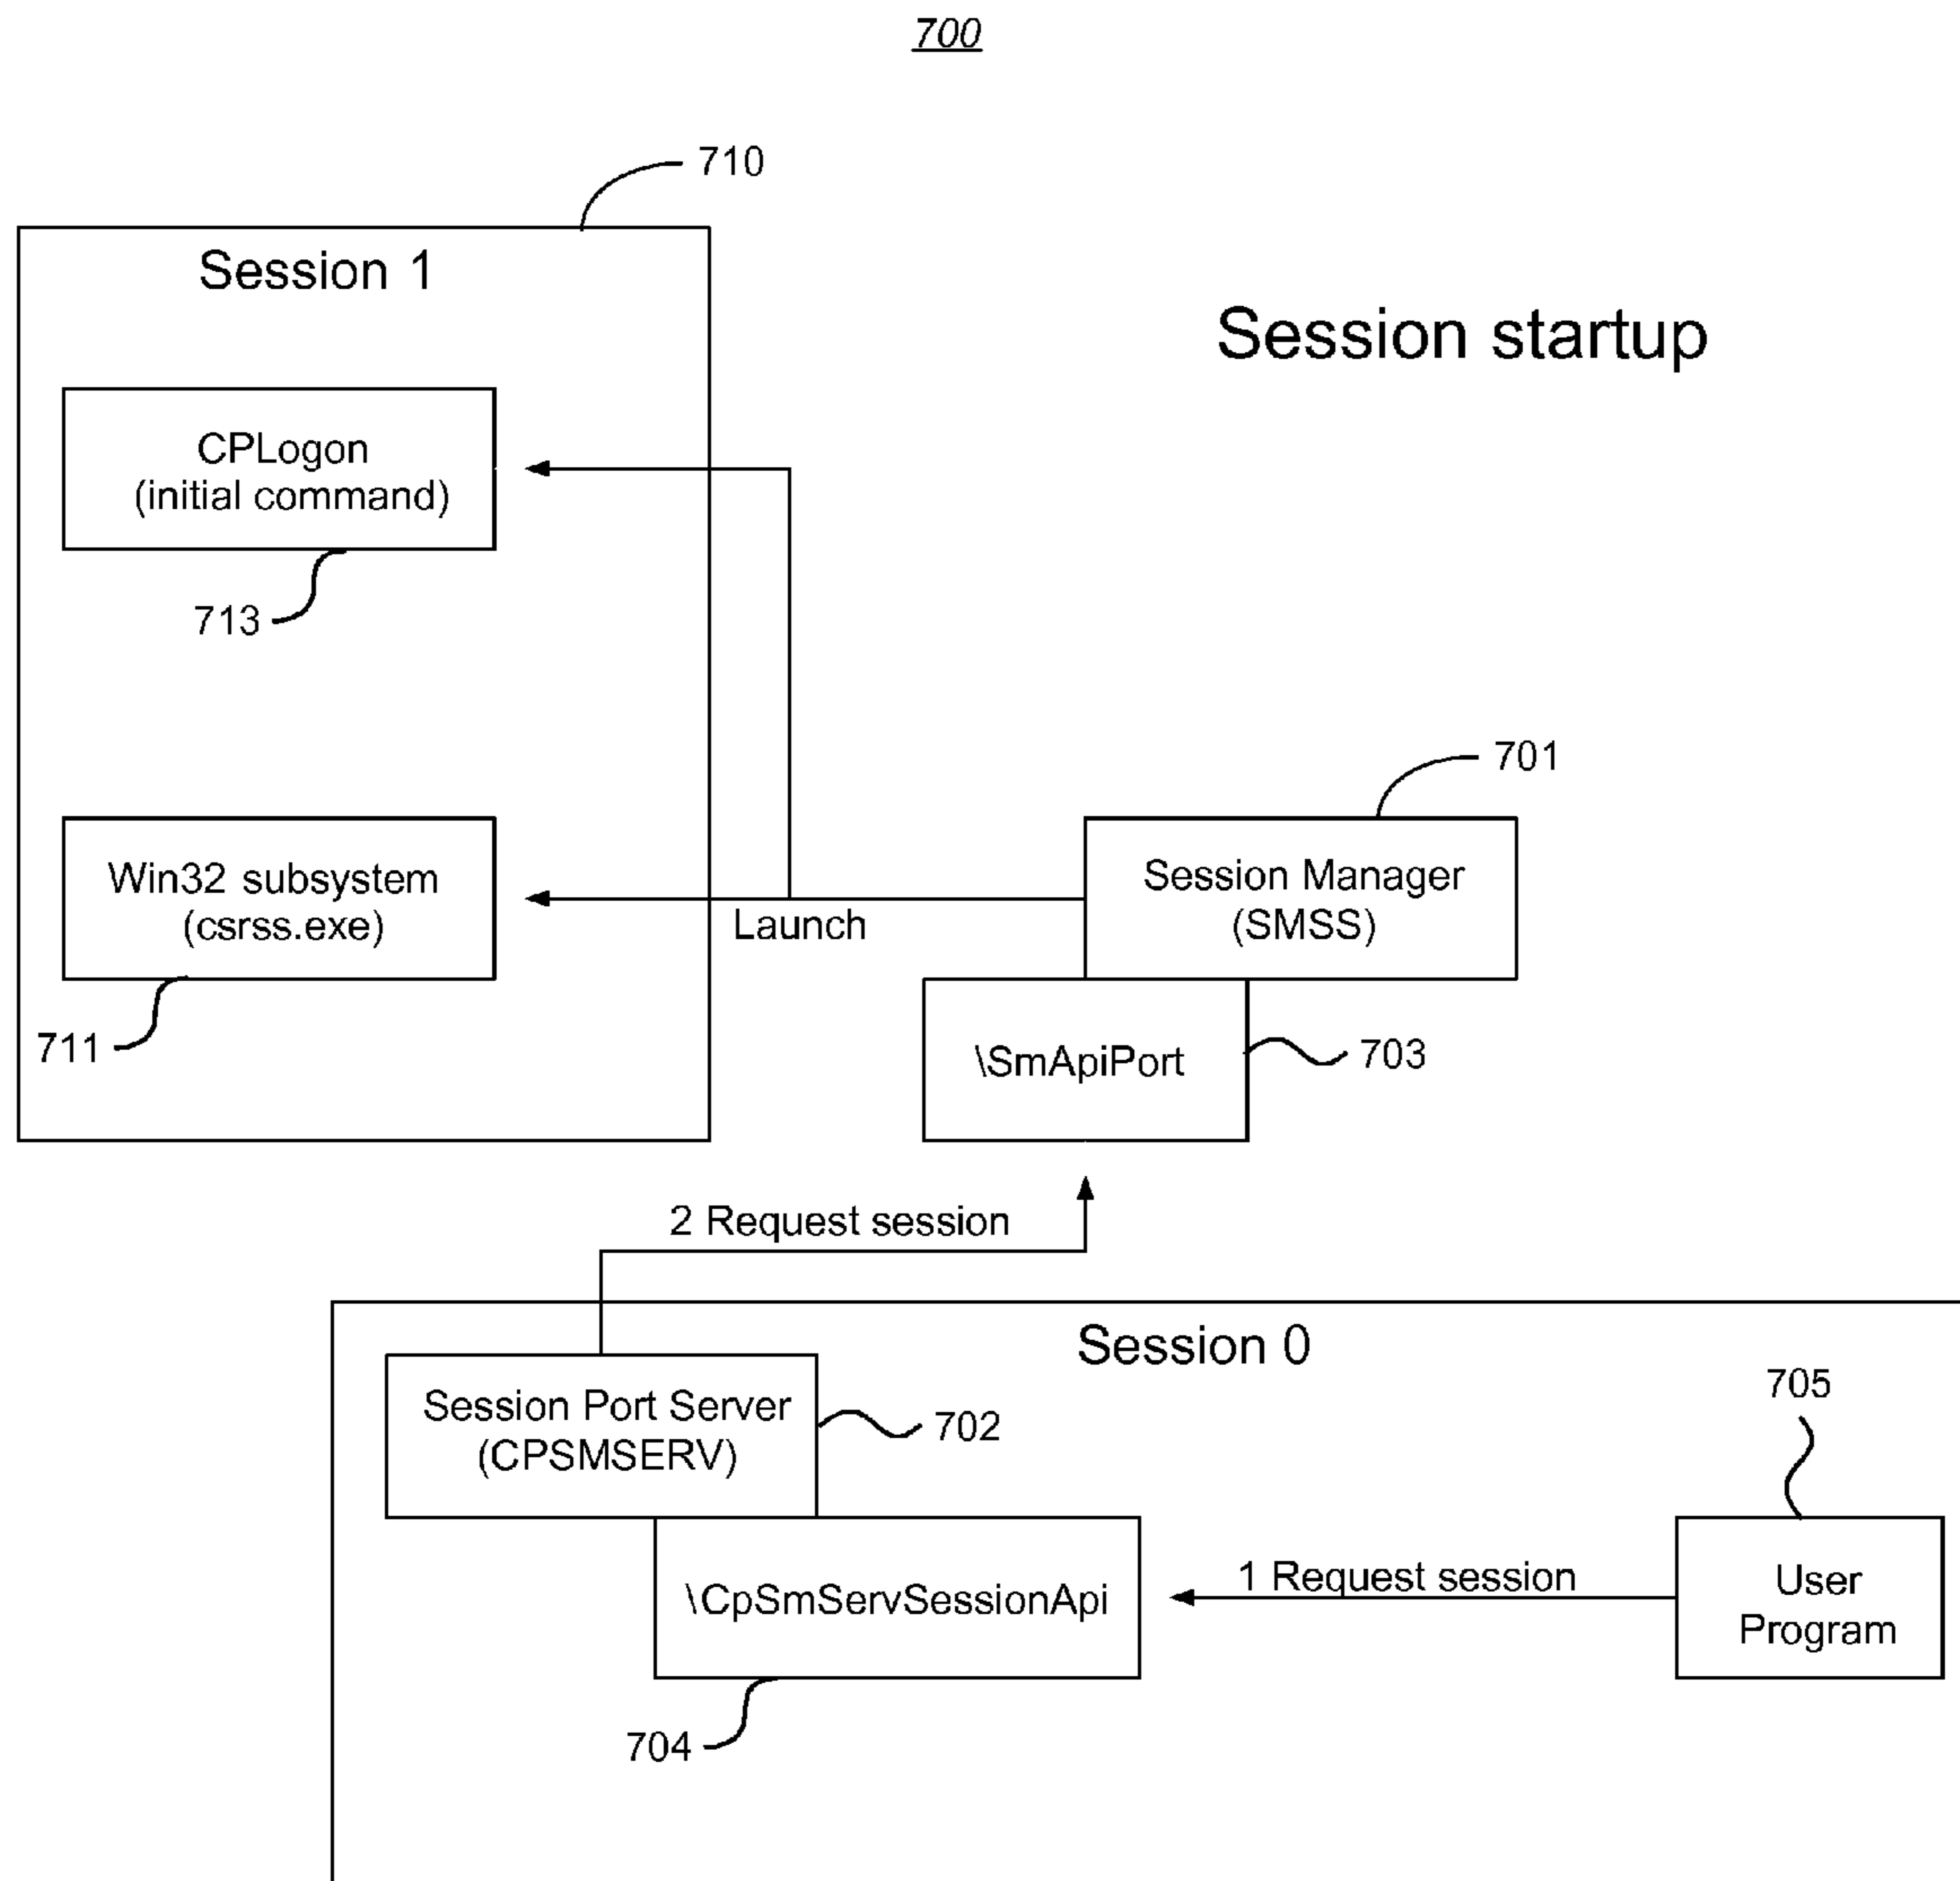 700
710
Session 1
Session startup
CPLogon
(initial command)
713
701
Win32 subsystem
(csrss.exe)
Launch
Session Manager
(SMSS)
711
\SmApiPort
703
2 Request session
Session 0
705
Session Port Server
(CPSMSERV)
702
1 Request session
\CpSmServSessionApi
User
Program
704